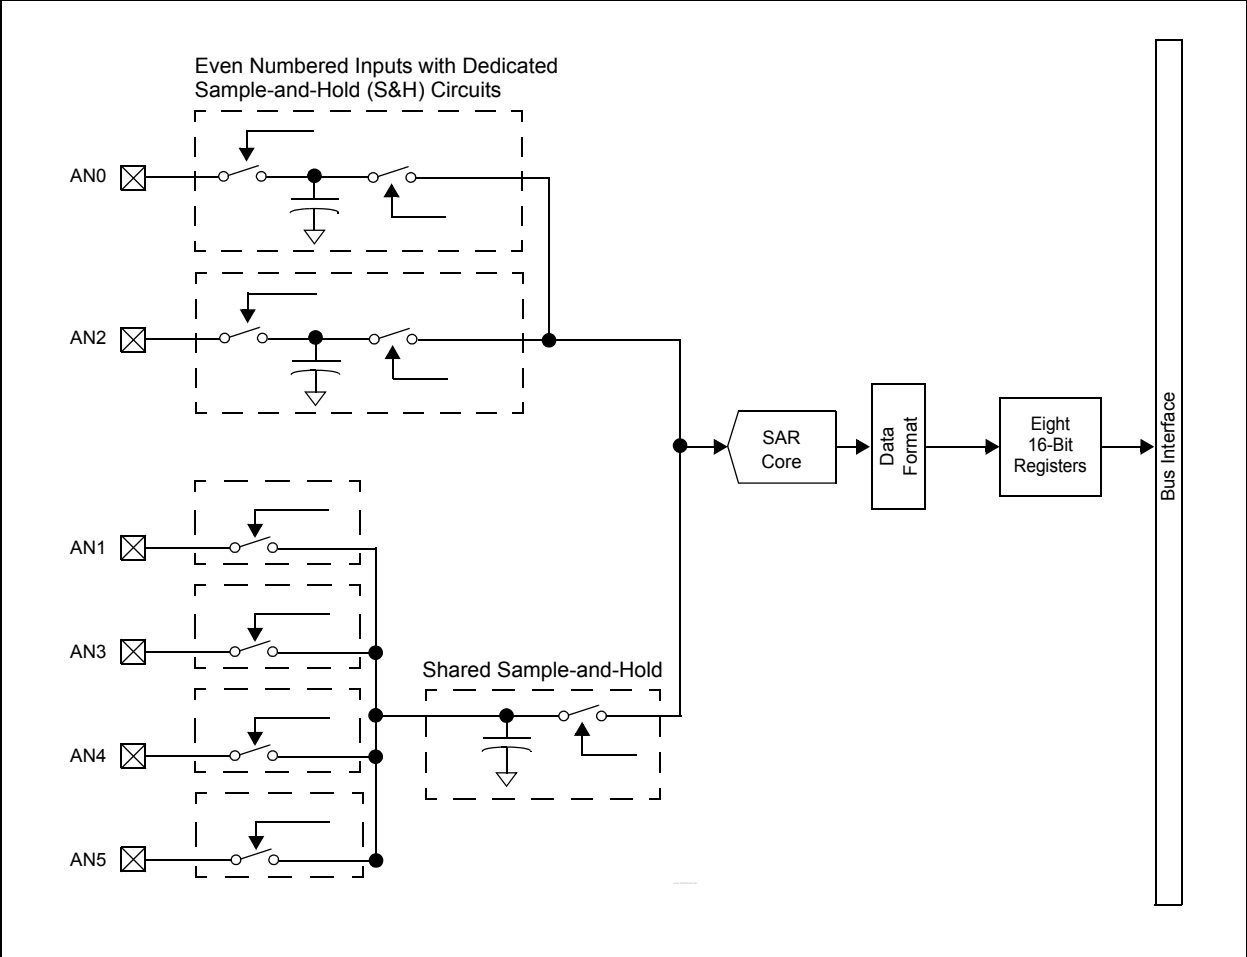 Even Numbered Inputs with Dedicated
Sample-and-Hold (S&H) Circuits
AN0
AN2
SAR
Core
Data
Format
Eight
16-Bit
Registers
Bus Interface
AN1
AN3
Shared Sample-and-Hold
AN4
AN5